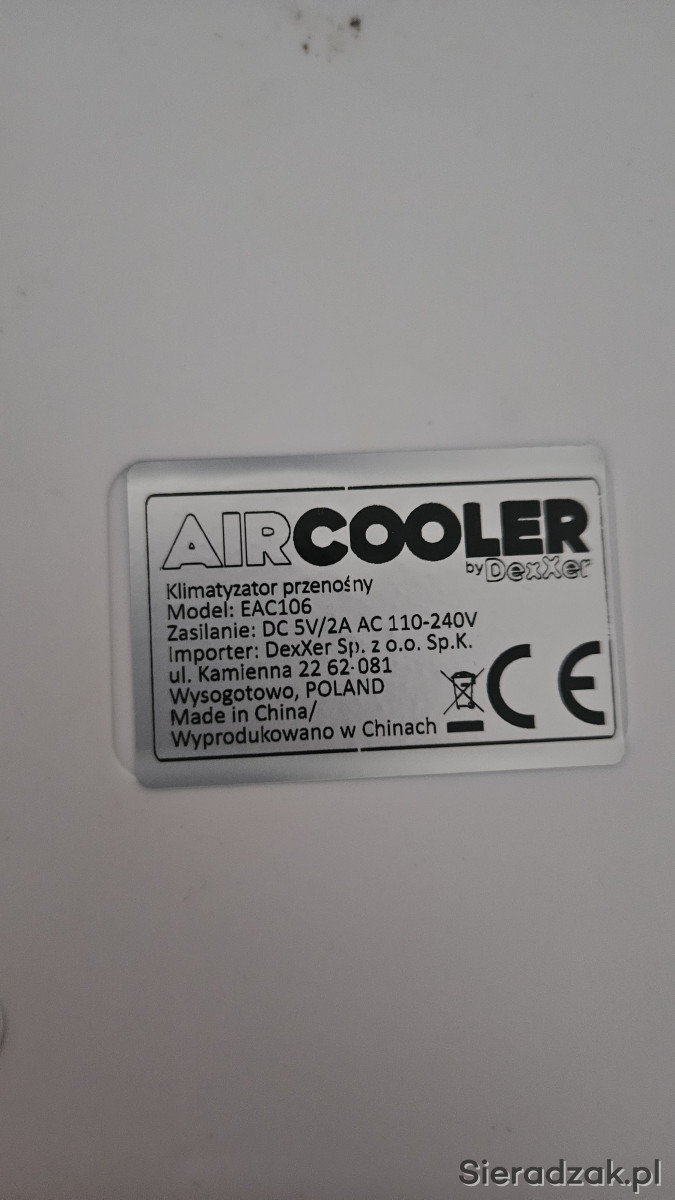 AIRCOOLER
by DexXer
Klimatyzator przenośny
Model: EAC106
Zasilanie: DC 5V/2A AC 110-240V
Importer: DexXer Sp. z o.o. Sp.K.
ul. Kamienna 22 62-081
Wysogotowo, POLAND
Made in China/
Wyprodukowano w Chinach
CE
Sieradzak.pl